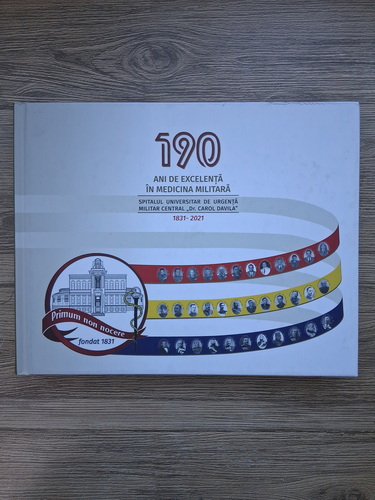 190
ANI DE EXCELENȚĂ
ÎN MEDICINA MILITARĂ
SPITALUL UNIVERSITAR DE URGENȚĂ
MILITAR CENTRAL „Dr. CAROL DAVILA”
1831- 2021
Primum non nocere
fondat 1831